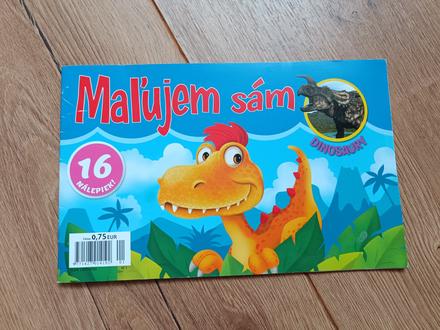 Maľujem sám
DINOSAURY
16
NÁLEPIEK!
0,75 EUR